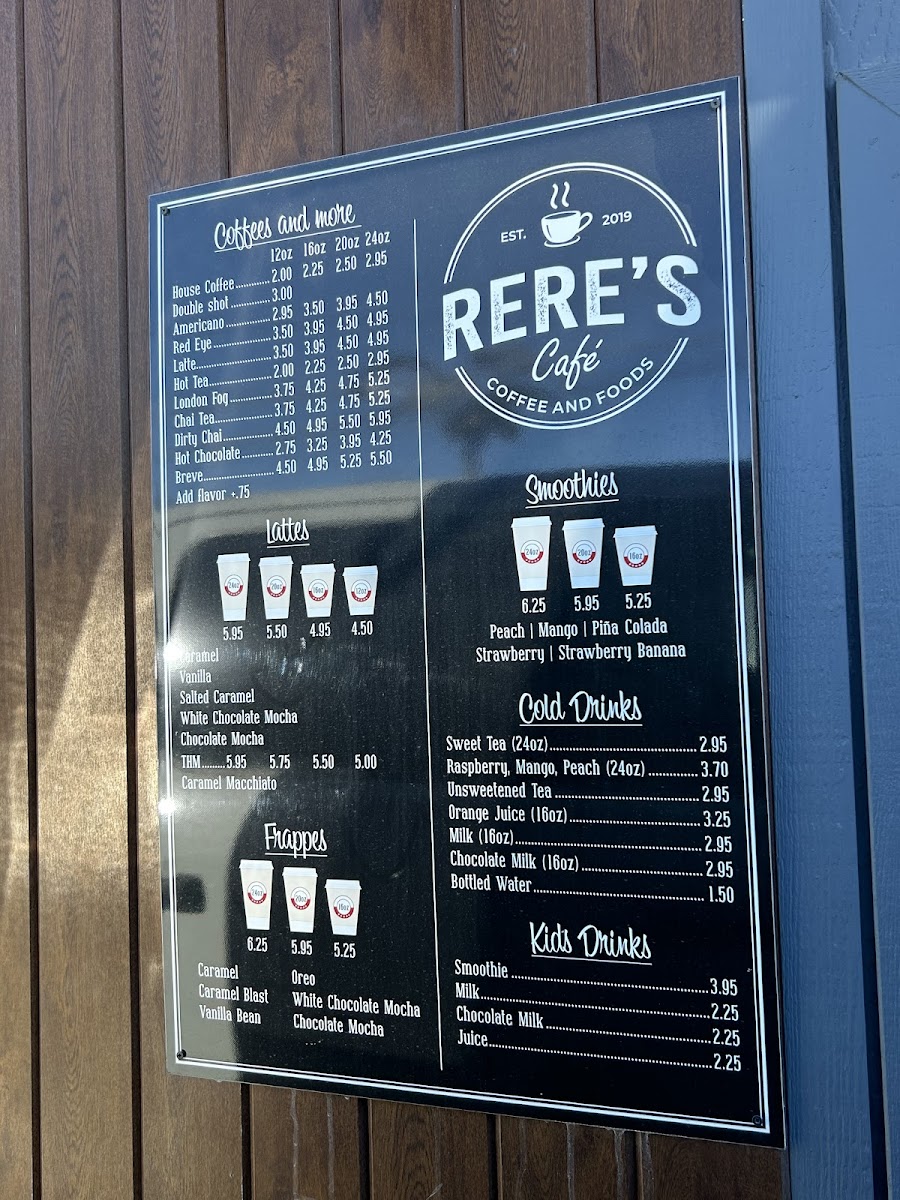 Coffees and more
12oz 16oz 20oz 24oz
House Coffee..........2.00 2.25 2.50 2.95
Double shot............3.00
Americano.............2.95 3.50 3.95 4.50
Red Eye.................3.50 3.95 4.50 4.95
Latte......................3.50 3.95 4.50 4.95
Hot Tea..................2.00 2.25 2.50 2.95
London Fog............3.75 4.25 4.75 5.25
Chai Tea.................3.75 4.25 4.75 5.25
Dirty Chai...............4.50 4.95 5.50 5.95
Hot Chocolate.........2.75 3.25 3.95 4.25
Breve.....................4.50 4.95 5.25 5.50
Add flavor +.75
Lattes
24oz 20oz 16oz 12oz
5.95 5.50 4.95 4.50
Caramel
Vanilla
Salted Caramel
White Chocolate Mocha
Chocolate Mocha
THM........5.95 5.75 5.50 5.00
Caramel Macchiato
Frappes
24oz 20oz 16oz
6.25 5.95 5.25
Caramel
Caramel Blast
Vanilla Bean
Oreo
White Chocolate Mocha
Chocolate Mocha
EST. 2019
RERE'S
Café
COFFEE AND FOODS
Smoothies
24oz 20oz 16oz
6.25 5.95 5.25
Peach | Mango | Piña Colada
Strawberry | Strawberry Banana
Cold Drinks
Sweet Tea (24oz)....................................2.95
Raspberry, Mango, Peach (24oz)............3.70
Unsweetened Tea...................................2.95
Orange Juice (16oz)................................3.25
Milk (16oz).............................................2.95
Chocolate Milk (16oz).............................2.95
Bottled Water.........................................1.50
Kids Drinks
Smoothie................................................3.95
Milk........................................................2.25
Chocolate Milk........................................2.25
Juice......................................................2.25